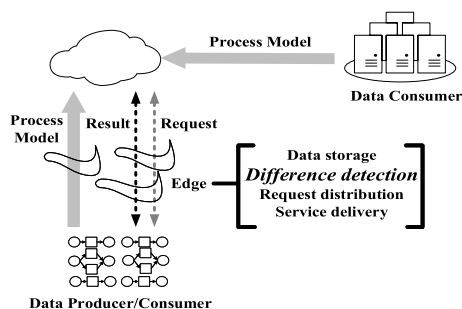 Process Model
Data Consumer
Process
Model
Result
Request
Edge
Data storage
Difference detection
Request distribution
Service delivery
Data Producer/Consumer